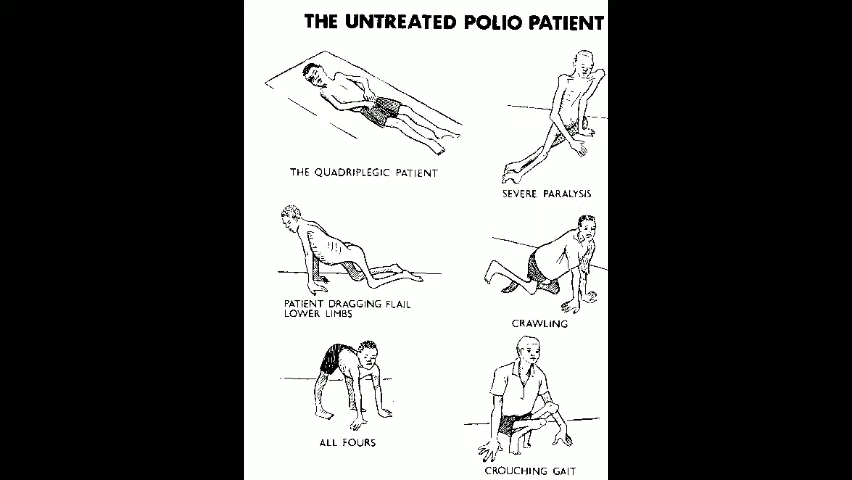 THE UNTREATED POLIO PATIENT
THE QUADRIPLEGIC PATIENT
SEVERE PARALYSIS
PATIENT DRAGGING FLAIL
LOWER LIMBS
CRAWLING
ALL FOURS
CROUCHING GAIT